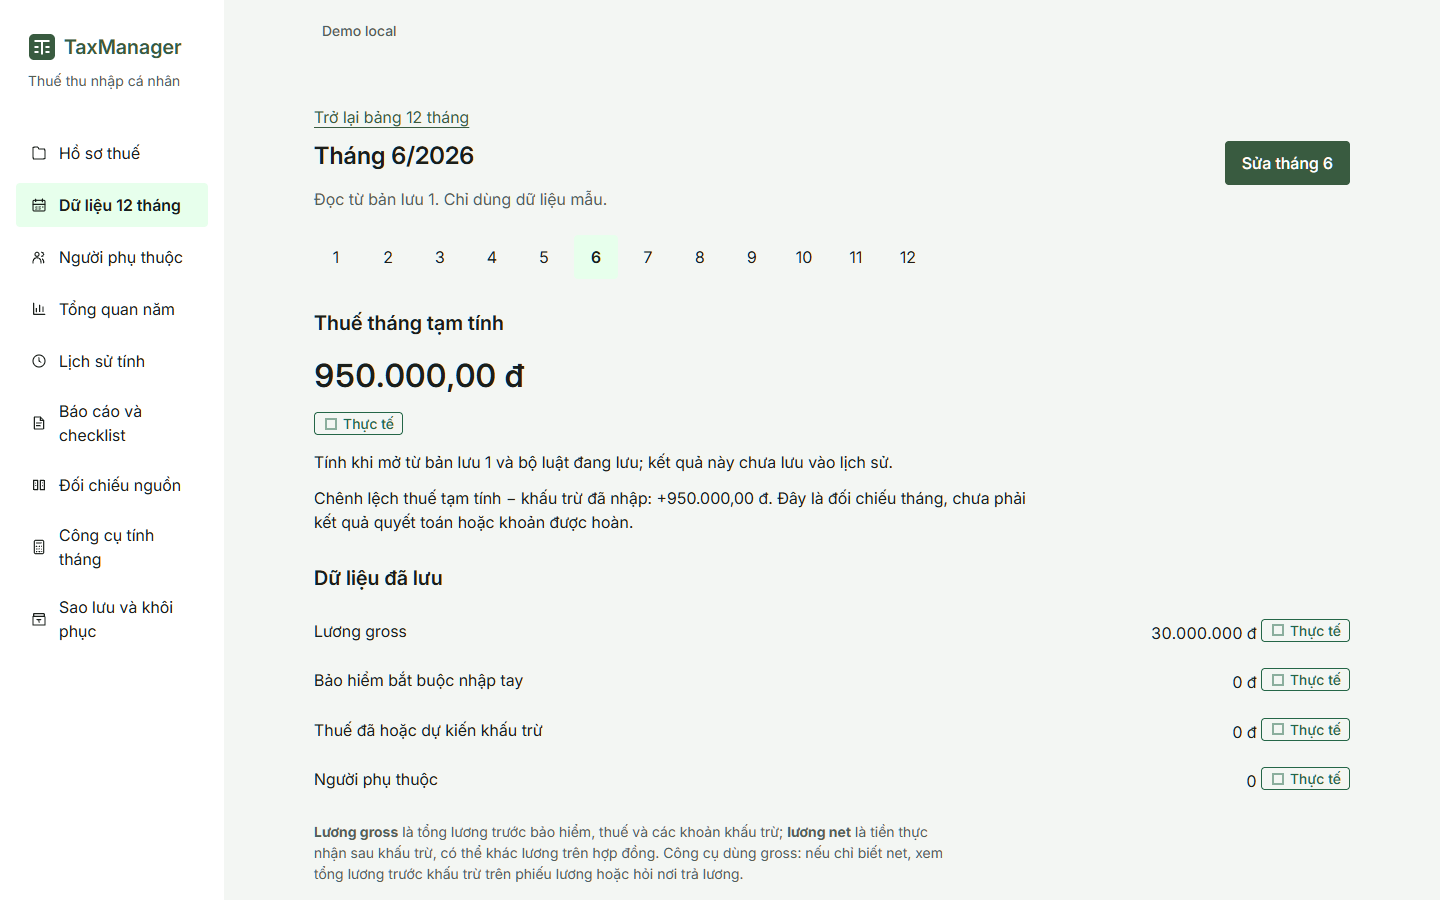 TaxManager
Thuế thu nhập cá nhân
Hồ sơ thuế
Dữ liệu 12 tháng
Người phụ thuộc
Tổng quan năm
Lịch sử tính
Báo cáo và
checklist
Đối chiếu nguồn
Công cụ tính
tháng
Sao lưu và khôi
phục
Demo local
Trở lại bảng 12 tháng
Tháng 6/2026
Sửa tháng 6
Đọc từ bản lưu 1. Chỉ dùng dữ liệu mẫu.
1 2 3 4 5 6 7 8 9 10 11 12
Thuế tháng tạm tính
950.000,00 đ
Thực tế
Tính khi mở từ bản lưu 1 và bộ luật đang lưu; kết quả này chưa lưu vào lịch sử.
Chênh lệch thuế tạm tính − khấu trừ đã nhập: +950.000,00 đ. Đây là đối chiếu tháng, chưa phải
kết quả quyết toán hoặc khoản được hoàn.
Dữ liệu đã lưu
Lương gross 30.000.000 đ Thực tế
Bảo hiểm bắt buộc nhập tay 0 đ Thực tế
Thuế đã hoặc dự kiến khấu trừ 0 đ Thực tế
Người phụ thuộc 0 Thực tế
Lương gross là tổng lương trước bảo hiểm, thuế và các khoản khấu trừ; lương net là tiền thực
nhận sau khấu trừ, có thể khác lương trên hợp đồng. Công cụ dùng gross: nếu chỉ biết net, xem
tổng lương trước khấu trừ trên phiếu lương hoặc hỏi nơi trả lương.